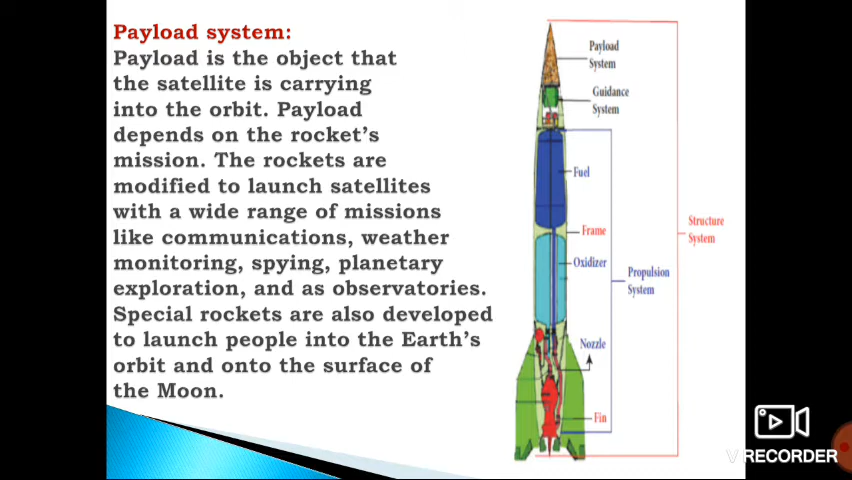 Payload system:
Payload is the object that
the satellite is carrying
into the orbit. Payload
depends on the rocket's
mission. The rockets are
modified to launch satellites
with a wide range of missions
like communications, weather
monitoring, spying, planetary
exploration, and as observatories.
Special rockets are also developed
to launch people into the Earth's
orbit and onto the surface of
the Moon.
Payload
System
Guidance
System
Fuel
Frame
Oxidizer
Structure
System
Propulsion
System
Nozzle
Fin
V RECORDER